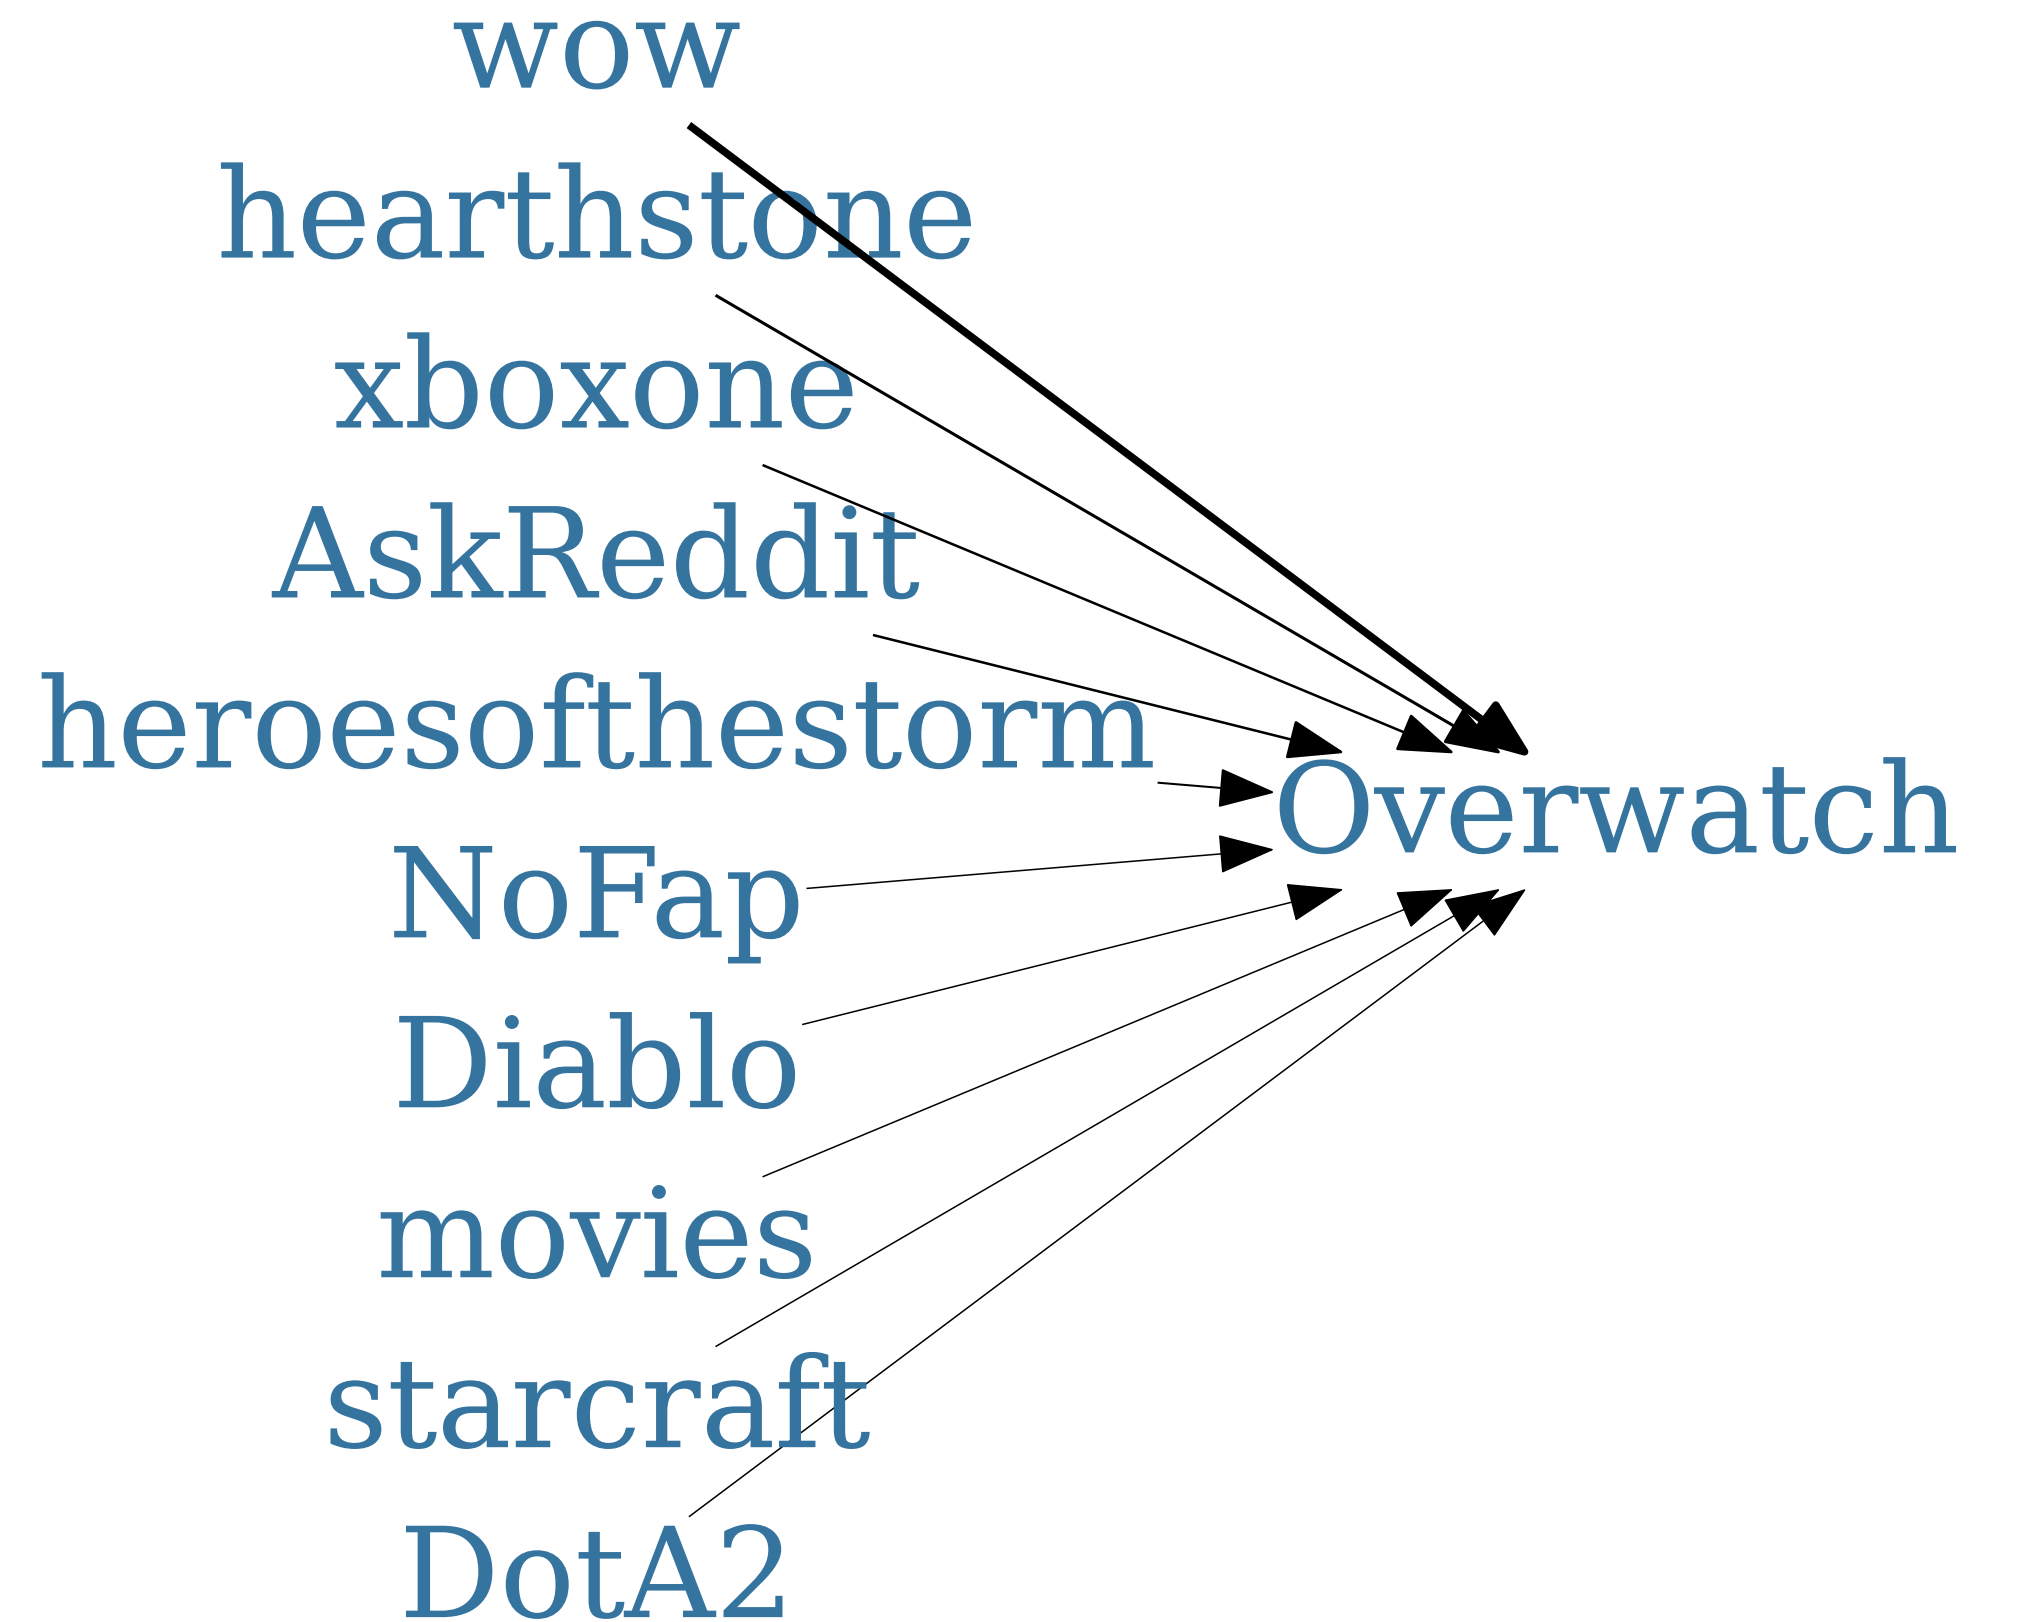 wow
hearthstone
xboxone
AskReddit
heroesofthestorm
Overwatch
NoFap
Diablo
movies
starcraft
DotA2